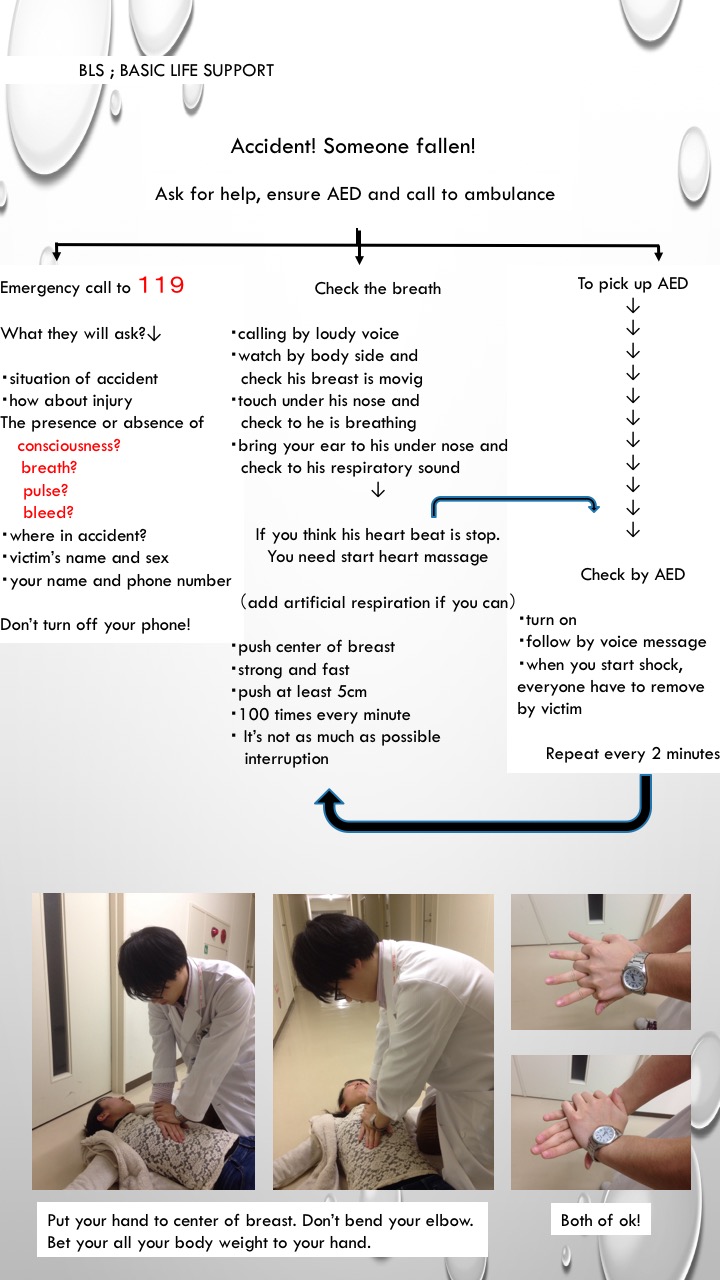 BLS ; BASIC LIFE SUPPORT
Accident! Someone fallen!
Ask for help, ensure AED and call to ambulance
Emergency call to 119
What they will ask?↓
・situation of accident
・how about injury
The presence or absence of
consciousness?
breath?
pulse?
bleed?
・where in accident?
・victim's name and sex
・your name and phone number
Don't turn off your phone!
Check the breath
・calling by loudy voice
・watch by body side and
check his breast is movig
・touch under his nose and
check to he is breathing
・bring your ear to his under nose and
check to his respiratory sound
↓
If you think his heart beat is stop.
You need start heart massage
（add artificial respiration if you can）
・push center of breast
・strong and fast
・push at least 5cm
・100 times every minute
・ It's not as much as possible
interruption
To pick up AED
↓
↓
↓
↓
↓
↓
↓
↓
↓
↓
↓
Check by AED
・turn on
・follow by voice message
・when you start shock,
everyone have to remove
by victim
Repeat every 2 minutes
Put your hand to center of breast. Don't bend your elbow.
Bet your all your body weight to your hand.
Both of ok!